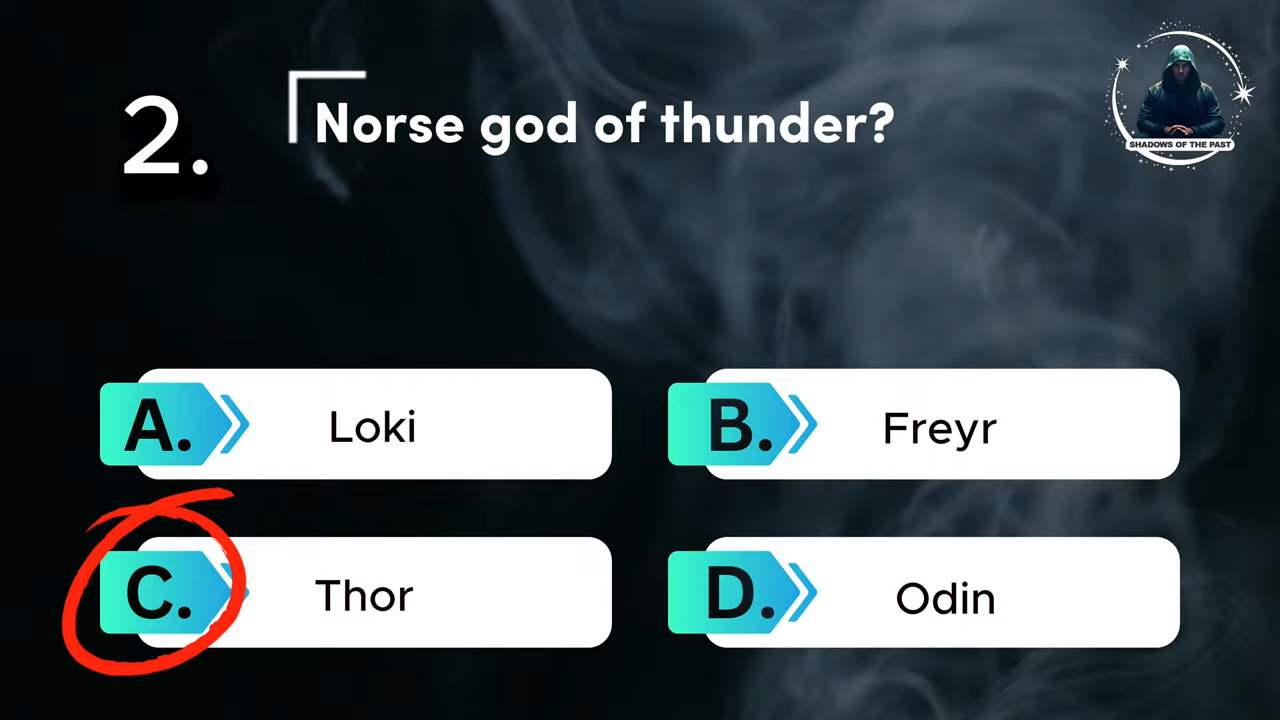 2.
Norse god of thunder?
SHADOWS OF THE PAST
A.
Loki
B.
Freyr
C.
Thor
D.
Odin